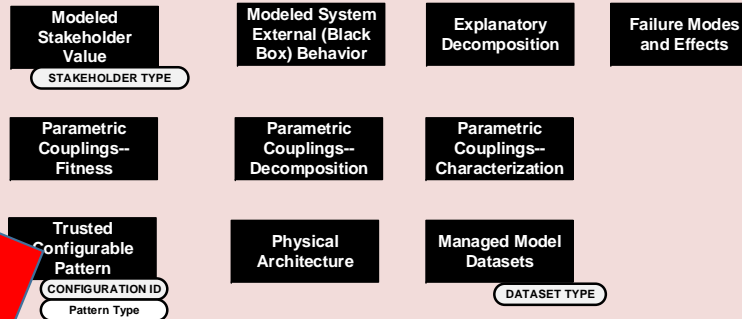 Modeled
Stakeholder
Value
STAKEHOLDER TYPE
Modeled System
External (Black
Box) Behavior
Explanatory
Decomposition
Failure Modes
and Effects
Parametric
Couplings--
Fitness
Parametric
Couplings--
Decomposition
Parametric
Couplings--
Characterization
Trusted
Configurable
Pattern
CONFIGURATION ID
Pattern Type
Physical
Architecture
Managed Model
Datasets
DATASET TYPE